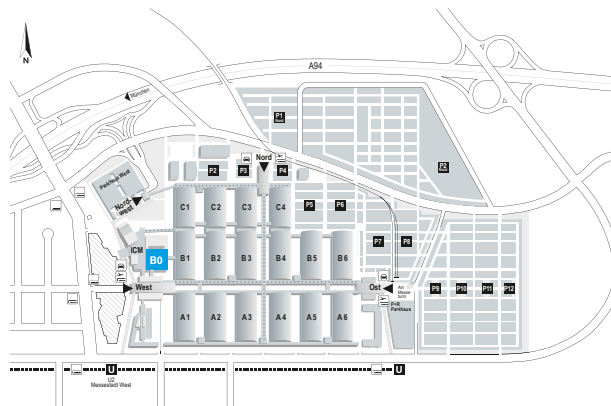 N
A94
München
P1
Nord
P2
Nord
Parkhaus West
Nord-
west
P2
P3
Nord
P4
P5
P6
P7
P8
C1
C2
C3
C4
ICM
B0
B1
B2
B3
B4
B5
B6
West
Ost
Am
Messe-
turm
P+R
Parkhaus
P9
P10
P11
P12
A1
A2
A3
A4
A5
A6
U
U2
Messestadt West
U